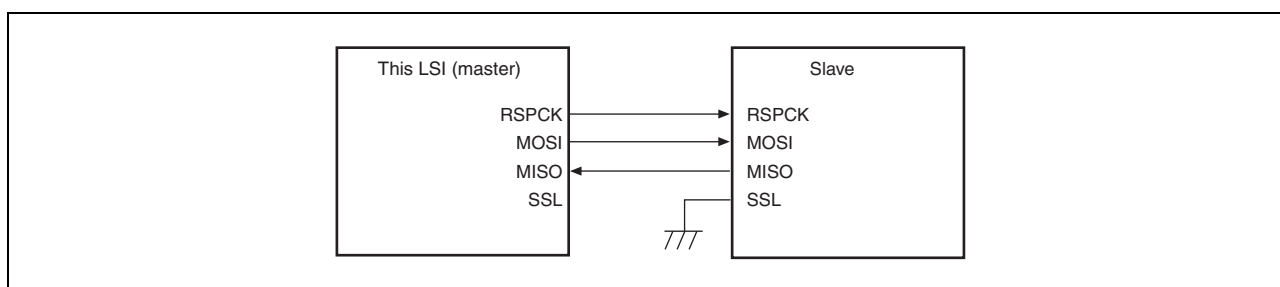 This LSI (master)
Slave
RSPCK
RSPCK
MOSI
MOSI
MISO
MISO
SSL
SSL